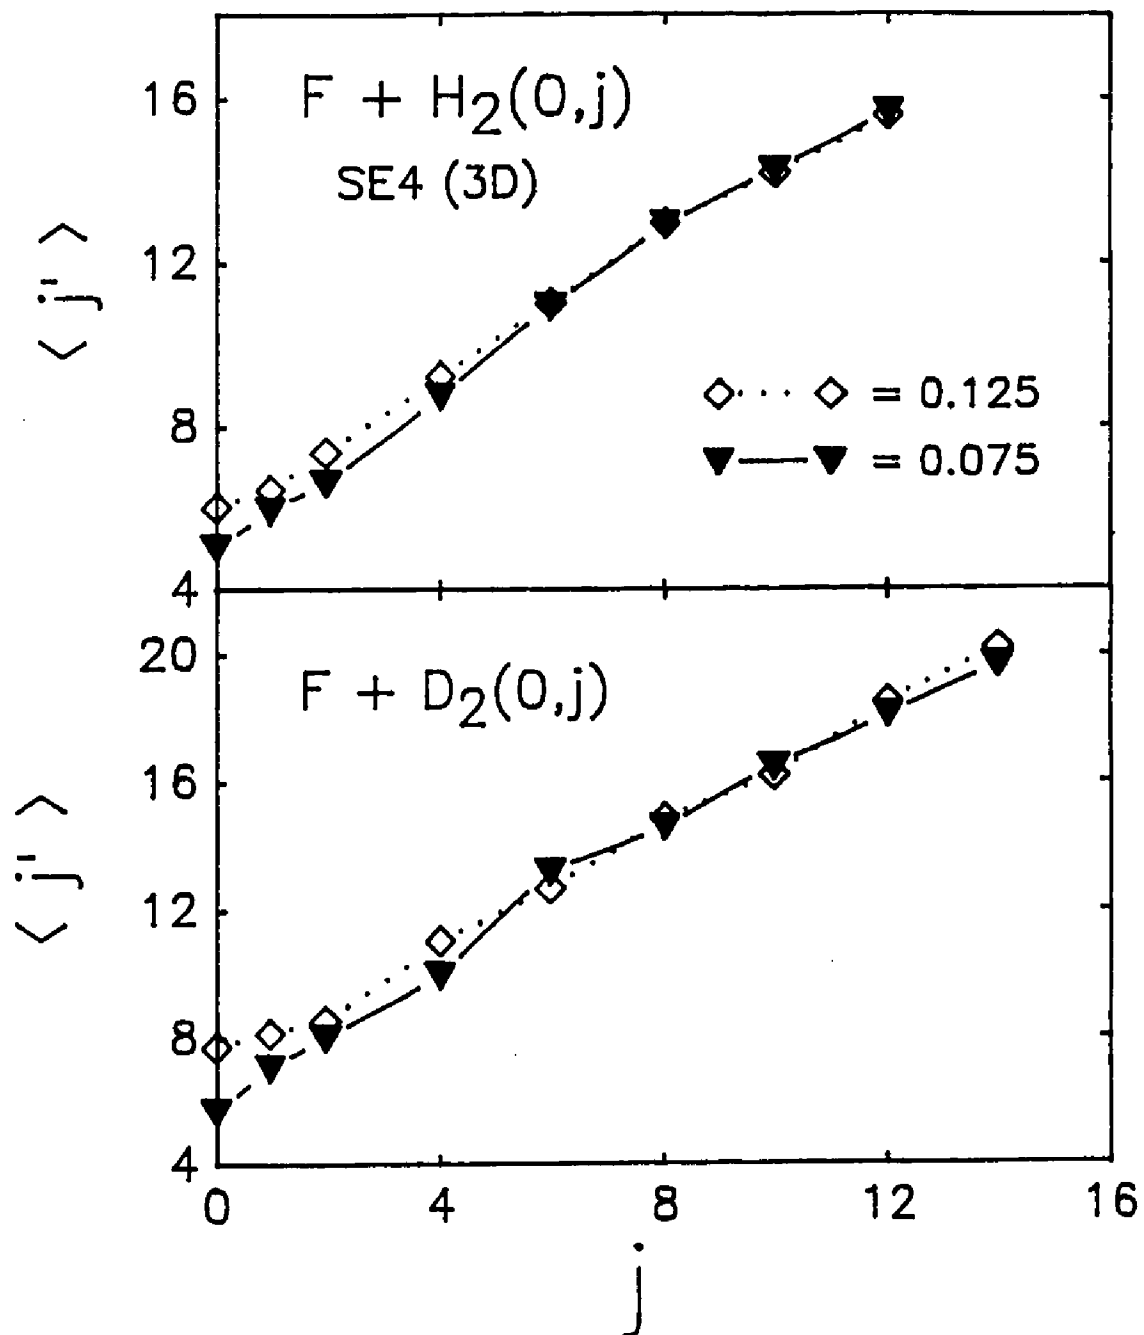 F + H₂(0,j)
SE4 (3D)
16
12
8
4
< j' >
= 0.125
= 0.075
F + D₂(0,j)
20
16
12
8
4
< j' >
0 4 8 12 16
j